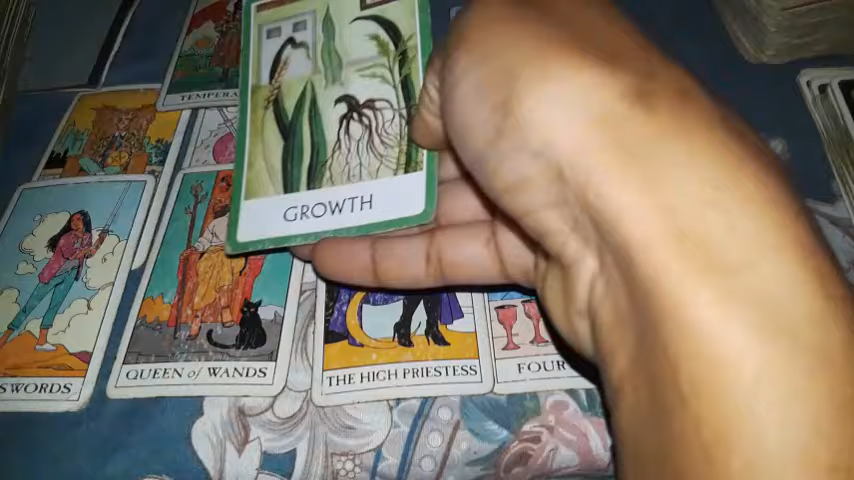 TEMPERA
GROWTH
SWORDS
QUEEN of WANDS
THE HIGH PRIESTESS
FOUR